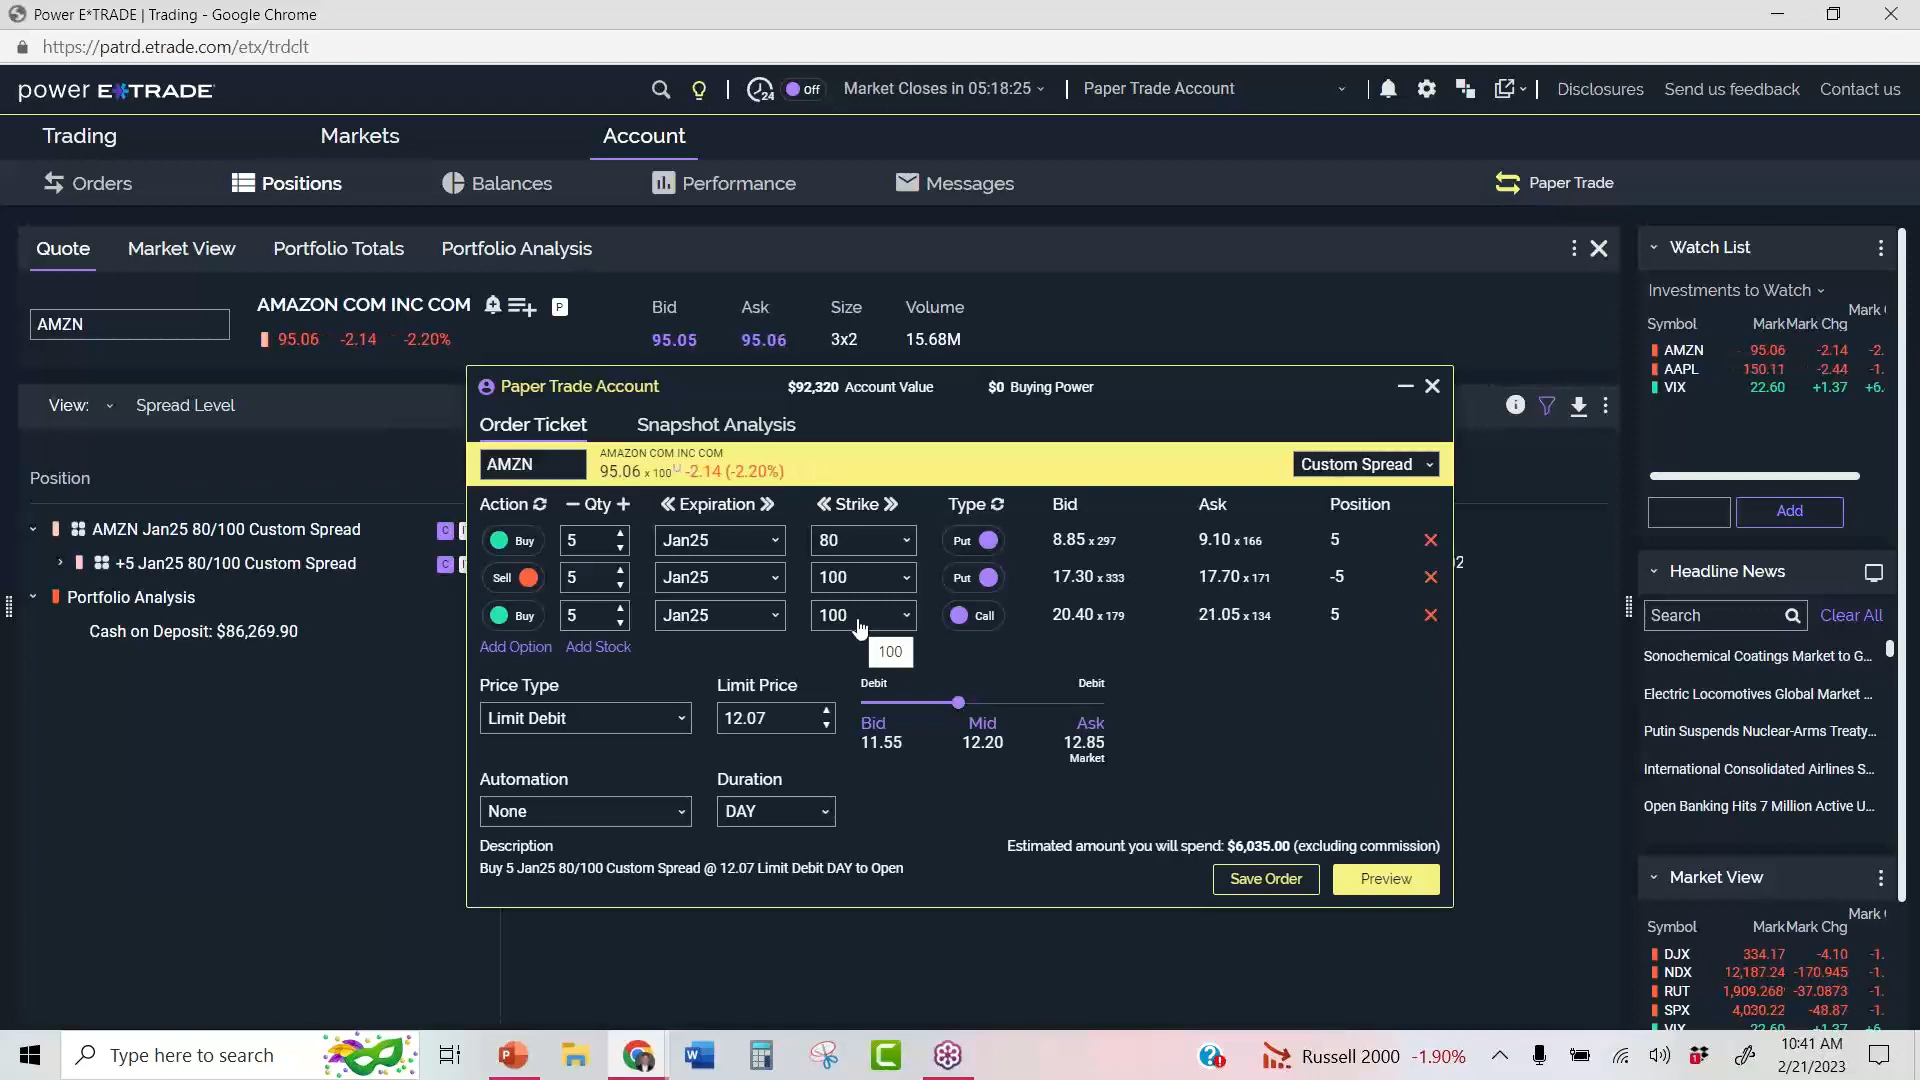 Power E*TRADE | Trading - Google Chrome
https://patrd.etrade.com/etx/trdclt
power E*TRADE
24 Off Market Closes in 05:18:25 Paper Trade Account Disclosures Send us feedback Contact us
Trading Markets Account
Orders Positions Balances Performance Messages Paper Trade
Quote Market View Portfolio Totals Portfolio Analysis
AMZN
AMAZON COM INC COM P
95.06 -2.14 -2.20%
Bid Ask Size Volume
95.05 95.06 3x2 15.68M
View: Spread Level
Position
AMZN Jan25 80/100 Custom Spread C
+5 Jan25 80/100 Custom Spread C
Portfolio Analysis
Cash on Deposit: $86,269.90
Paper Trade Account $92,320 Account Value $0 Buying Power
Order Ticket Snapshot Analysis
AMZN
AMAZON COM INC COM
95.06 x 100 U -2.14 (-2.20%)
Custom Spread
Action Qty Expiration Strike Type Bid Ask Position
Buy 5 Jan25 80 Put 8.85 x 297 9.10 x 166 5
Sell 5 Jan25 100 Put 17.30 x 333 17.70 x 171 -5
Buy 5 Jan25 100 Call 20.40 x 179 21.05 x 134 5
Add Option Add Stock
100
Price Type Limit Price Debit Debit
Limit Debit 12.07
Bid Mid Ask
11.55 12.20 12.85
Market
Automation Duration
None DAY
Description
Buy 5 Jan25 80/100 Custom Spread @ 12.07 Limit Debit DAY to Open
Estimated amount you will spend: $6,035.00 (excluding commission)
Save Order Preview
Watch List
Investments to Watch
Mark
Symbol Mark Mark Chg
AMZN 95.06 -2.14 -2.
AAPL 150.11 -2.44 -1.
VIX 22.60 +1.37 +6.
Add
Headline News
Search Clear All
Sonochemical Coatings Market to G...
Electric Locomotives Global Market ...
Putin Suspends Nuclear-Arms Treaty...
International Consolidated Airlines S...
Open Banking Hits 7 Million Active U...
Market View
Mark
Symbol Mark Mark Chg
DJX 334.17 -4.10 -1.
NDX 12,187.24 -170.945 -1.
RUT 1,909.268 -37.0873 -1.
SPX 4,030.22 -48.87 -1.
VIX 22.60 +1.37 +6.
Type here to search
Russell 2000 -1.90%
10:41 AM
2/21/2023